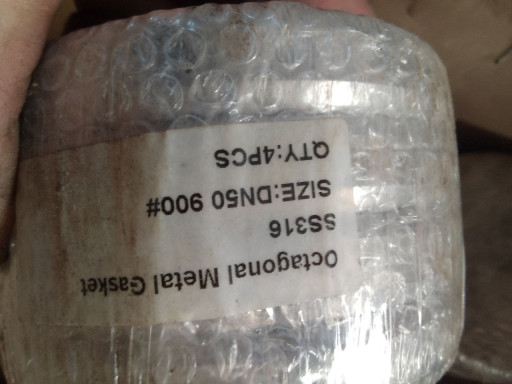 Octagonal Metal Gasket
SS316
SIZE:DN50 900#
QTY:4PCS